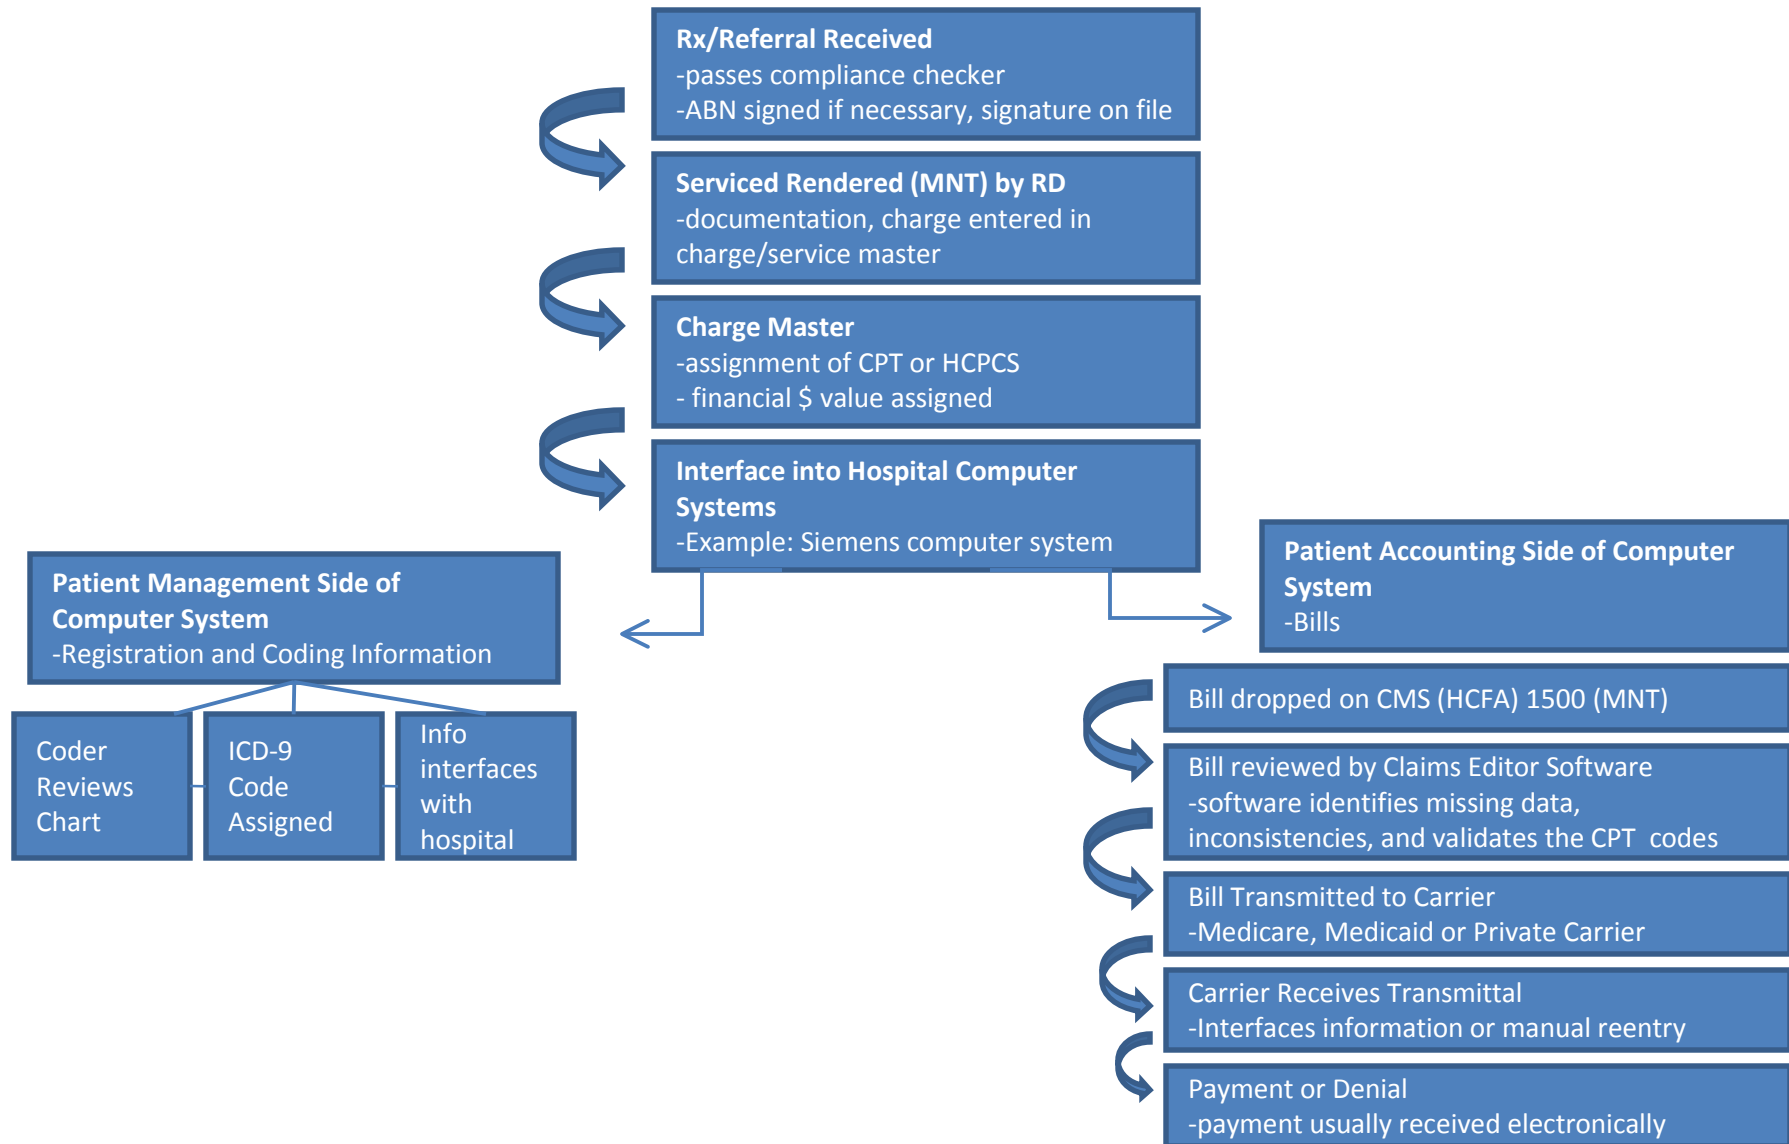 Rx/Referral Received
-passes compliance checker
-ABN signed if necessary, signature on file
Serviced Rendered (MNT) by RD
-documentation, charge entered in
charge/service master
Charge Master
-assignment of CPT or HCPCS
- financial $ value assigned
Interface into Hospital Computer
Systems
-Example: Siemens computer system
Patient Management Side of
Computer System
-Registration and Coding Information
Coder
Reviews
Chart
ICD-9
Code
Assigned
Info
interfaces
with
hospital
Patient Accounting Side of Computer
System
-Bills
Bill dropped on CMS (HCFA) 1500 (MNT)
Bill reviewed by Claims Editor Software
-software identifies missing data,
inconsistencies, and validates the CPT  codes
Bill Transmitted to Carrier
-Medicare, Medicaid or Private Carrier
Carrier Receives Transmittal
-Interfaces information or manual reentry
Payment or Denial
-payment usually received electronically